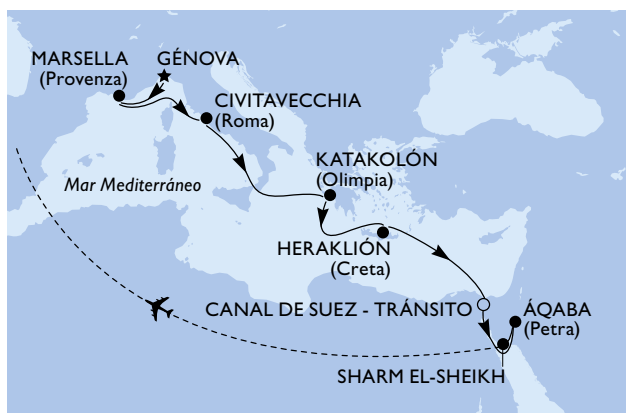 MARSELLA
(Provenza)
GÉNOVA
CIVITAVECCHIA
(Roma)
KATAKOLÓN
(Olimpia)
Mar Mediterráneo
HERAKLIÓN
(Creta)
CANAL DE SUEZ - TRÁNSITO
ÁQABA
(Petra)
SHARM EL-SHEIKH